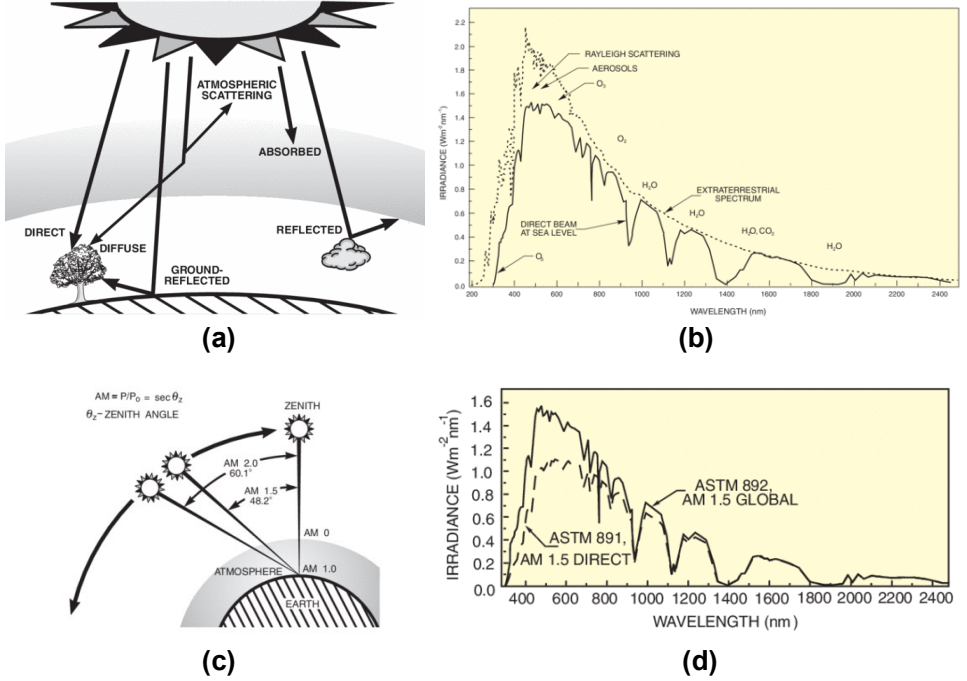 ATMOSPHERIC
SCATTERING
ABSORBED
DIRECT
DIFFUSE
REFLECTED
GROUND-
REFLECTED
(a)
IRRADIANCE (Wm⁻²nm⁻¹)
2.2
2.0
1.8
1.6
1.4
1.2
1.0
0.8
0.6
0.4
0.2
0.0
RAYLEIGH SCATTERING
AEROSOLS
O₃
O₂
H₂O
EXTRATERRESTRIAL
SPECTRUM
H₂O
DIRECT BEAM
AT SEA LEVEL
H₂O, CO₂
H₂O
O₃
200 400 600 800 1000 1200 1400 1600 1800 2000 2200 2400
WAVELENGTH (nm)
(b)
AM ≡ P/P₀ = sec θz
θz– ZENITH ANGLE
ZENITH
AM 2.0
60.1°
AM 1.5
48.2°
AM 0
ATMOSPHERE
AM 1.0
EARTH
(c)
IRRADIANCE (Wm⁻²nm⁻¹)
1.6
1.4
1.2
1.0
0.8
0.6
0.4
0.2
0.0
ASTM 892,
AM 1.5 GLOBAL
ASTM 891,
AM 1.5 DIRECT
400 600 800 1000 1200 1400 1600 1800 2000 2200 2400
WAVELENGTH (nm)
(d)